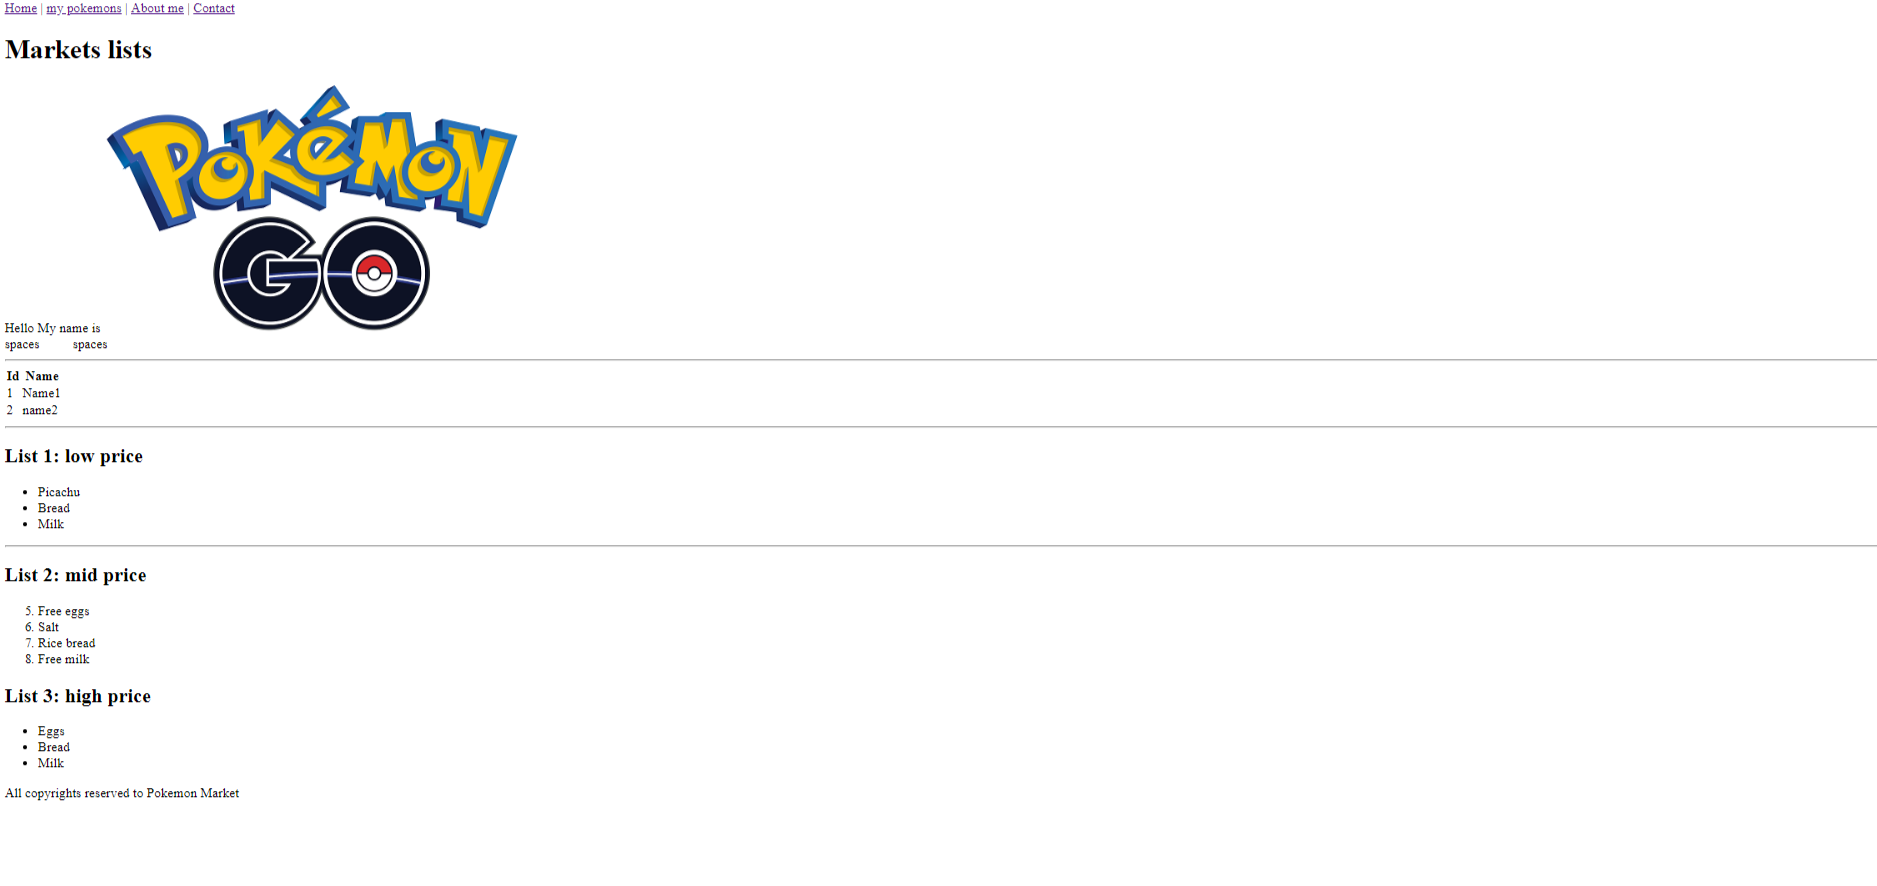 Home | my pokemons | About me | Contact
Markets lists
POKéMON
GO
Hello My name is
spaces spaces
Id Name
1 Name1
2 name2
List 1: low price
• Picachu
• Bread
• Milk
List 2: mid price
5. Free eggs
6. Salt
7. Rice bread
8. Free milk
List 3: high price
• Eggs
• Bread
• Milk
All copyrights reserved to Pokemon Market